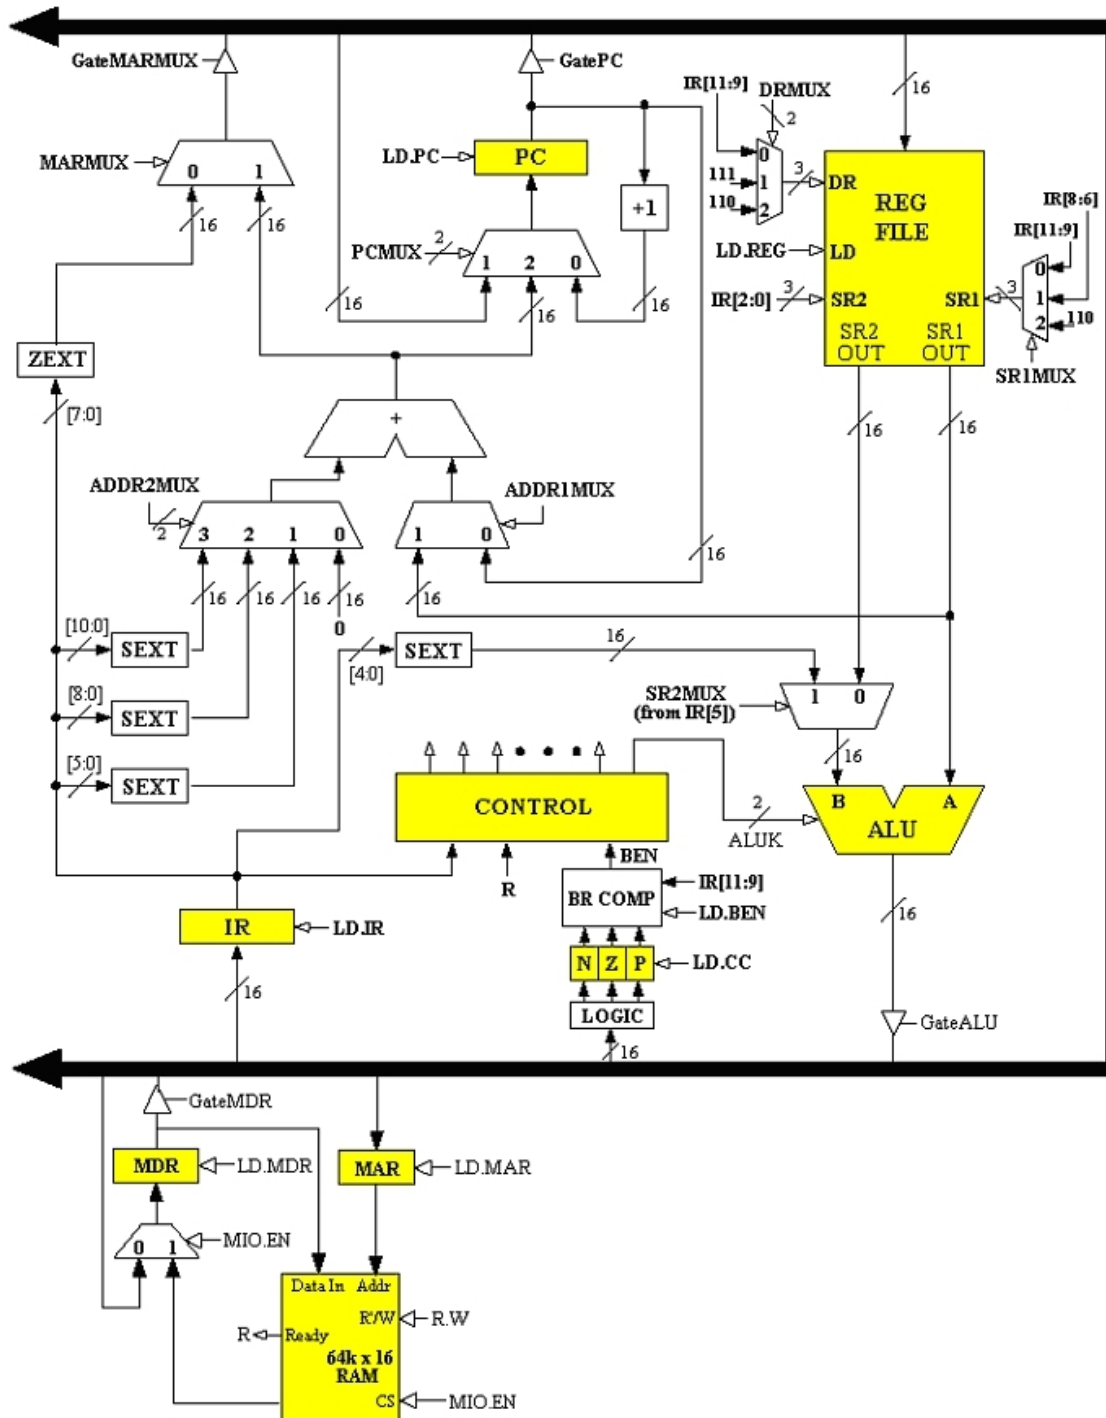 GateMARMUX
GatePC
16
IR[11:9]
DRMUX
2
MARMUX
0 1
LD.PC
PC
111
110
0
1
2
3
DR
REG
FILE
IR[8:6]
IR[11:9]
16
16
+1
PCMUX
2
1 2 0
LD.REG
LD
IR[2:0]
3
SR2
SR1
3
0
1
2
110
16
16
16
SR2
OUT
SR1
OUT
SR1MUX
ZEXT
[7:0]
+
16
16
ADDR2MUX
2
3 2 1 0
ADDR1MUX
1 0
16
16
16
16
16
16
0
[10:0]
SEXT
[4:0]
SEXT
16
[8:0]
SEXT
SR2MUX
(from IR[5])
1 0
16
[5:0]
SEXT
CONTROL
2
ALUK
B A
ALU
BEN
R
BR COMP
IR[11:9]
LD.BEN
IR
LD.IR
16
N Z P
LD.CC
LOGIC
16
16
GateALU
GateMDR
MDR
LD.MDR
MAR
LD.MAR
0 1
MIO.EN
Data In Addr
R'/W
R.W
R
Ready
64k x 16
RAM
CS
MIO.EN